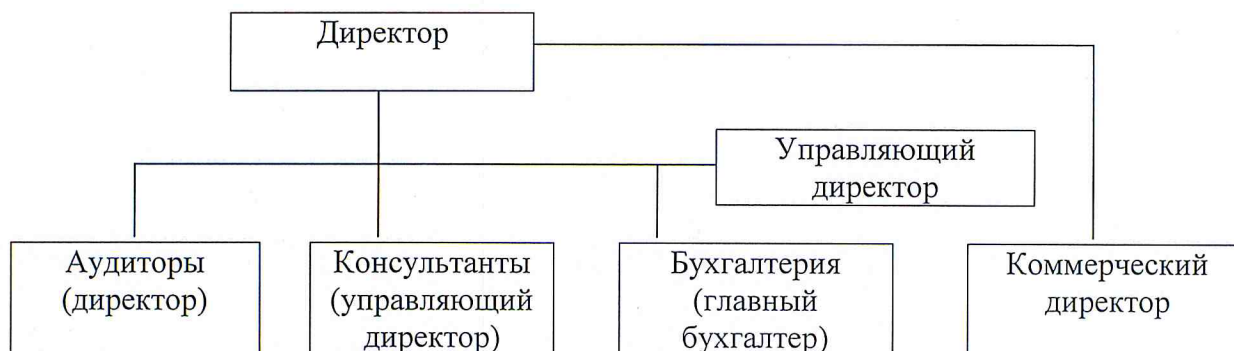 Директор
Управляющий
директор
Аудиторы
(директор)
Консультанты
(управляющий
директор)
Бухгалтерия
(главный
бухгалтер)
Коммерческий
директор